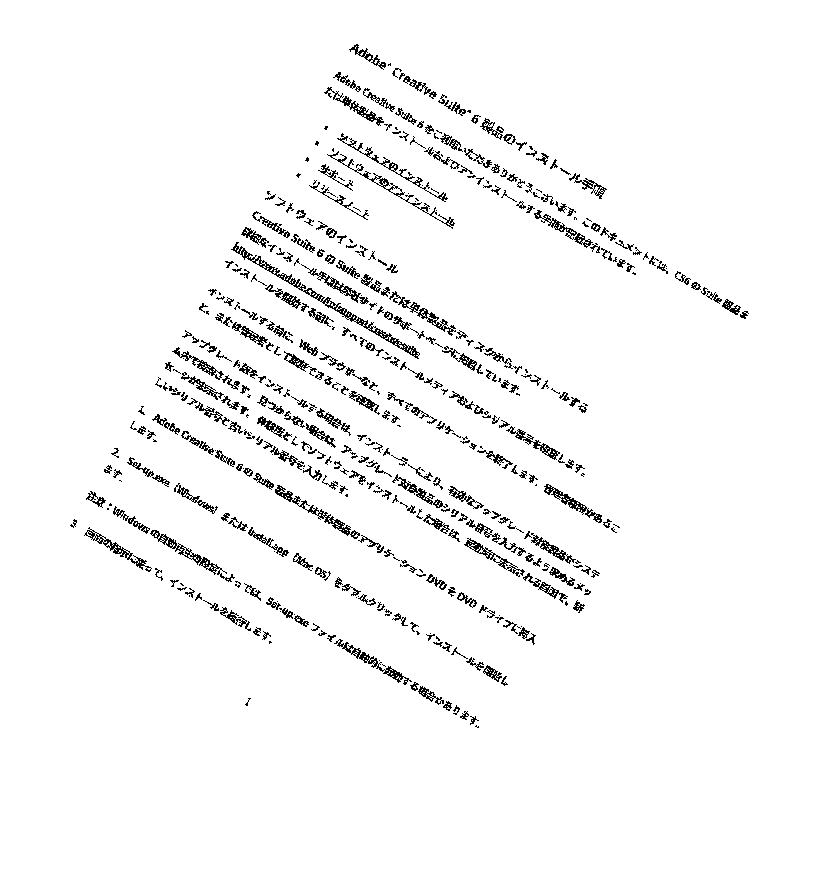 Adobe® Creative Suite® 6 製品のインストール手順
Adobe Creative Suite 6 をご利用いただきありがとうございます。このドキュメントには、CS6 の Suite 製品ま
たは単体製品をインストールおよびアンインストールする手順が記載されています。
• ソフトウェアのインストール
• ソフトウェアのアンインストール
• サポート
• リリースノート
ソフトウェアのインストール
Creative Suite 6 の Suite 製品または単体製品をディスクからインストールする
詳細なインストール手順は弊社サイトのサポートページに掲載しています。
インストールを開始する前に、すべてのインストールメディアおよびシリアル番号を用意します。
インストールする前に、Web ブラウザーなど、すべてのアプリケーションを終了します。管理者権限があるこ
と、または管理者として認証できることを確認します。
アップグレード版をインストールする場合は、インストーラーにより、有効なアップグレード対象製品がシステ
ム内で検索されます。見つからない場合は、アップグレード対象製品のシリアル番号を入力するよう求めるメッ
セージが表示されます。体験版としてソフトウェアをインストールした場合は、起動時に表示される画面で、新
しいシリアル番号と古いシリアル番号を入力します。
1. Adobe Creative Suite 6 の Suite 製品または単体製品のアプリケーション DVD を DVD ドライブに挿入
します。
2. Set-up.exe（Windows）または Install.app（Mac OS）をダブルクリックして、インストールを開始し
ます。
注意：Windows の自動再生の設定によっては、Set-up.exe ファイルは自動的に起動する場合があります。
3. 画面の指示に従って、インストールを続行します。
1